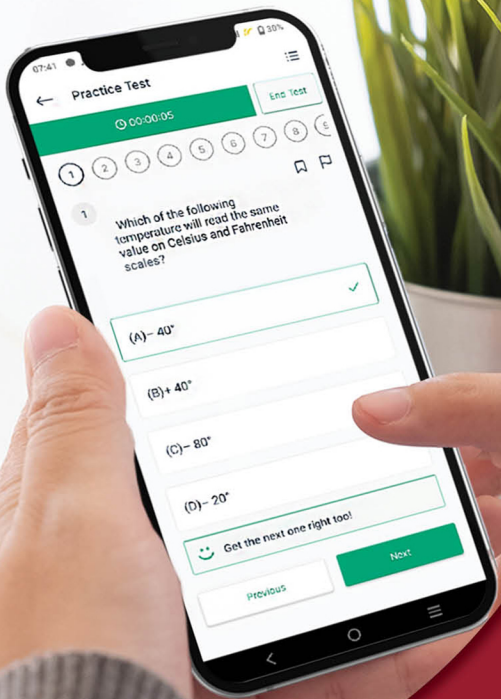 07:41 30%
← Practice Test
00:00:05 End Test
1 2 3 4 5 6 7 8 9
1
Which of the following
temperature will read the same
value on Celsius and Fahrenheit
scales?
(A)– 40°
(B)+ 40°
(C)– 80°
(D)– 20°
Get the next one right too!
Previous Next